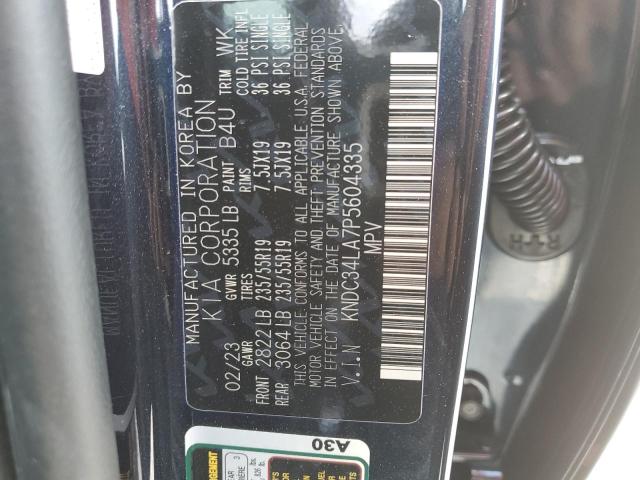 MANUFACTURED IN KOREA BY
KIA CORPORATION
02/23 GVWR 5835 LB PAINT B4U TRIM WK
GAWR TIRES RIMS COLD TIRE INFL
FRONT 2822 LB 235/55R19 7.5JX19 36 PSI SINGLE
REAR 3064 LB 235/55R19 7.5JX19 36 PSI SINGLE
THIS VEHICLE CONFORMS TO ALL APPLICABLE U.S.A. FEDERAL
MOTOR VEHICLE SAFETY AND THEFT PREVENTION STANDARDS
IN EFFECT ON THE DATE OF MANUFACTURE SHOWN ABOVE.
V.I.N KNDC34LA7P5604335
MPV
A30
R-RH